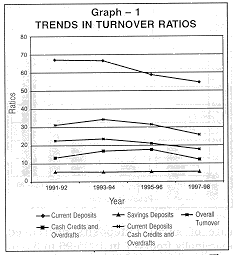 Graph – 1
TRENDS IN TURNOVER RATIOS
80
70
60
50
40
30
20
10
0
Ratios
1991-92 1993-94 1995-96 1997-98
Year
Current Deposits Savings Deposits Overall Turnover
Cash Credits and Overdrafts Current Deposits Cash Credits and Overdrafts